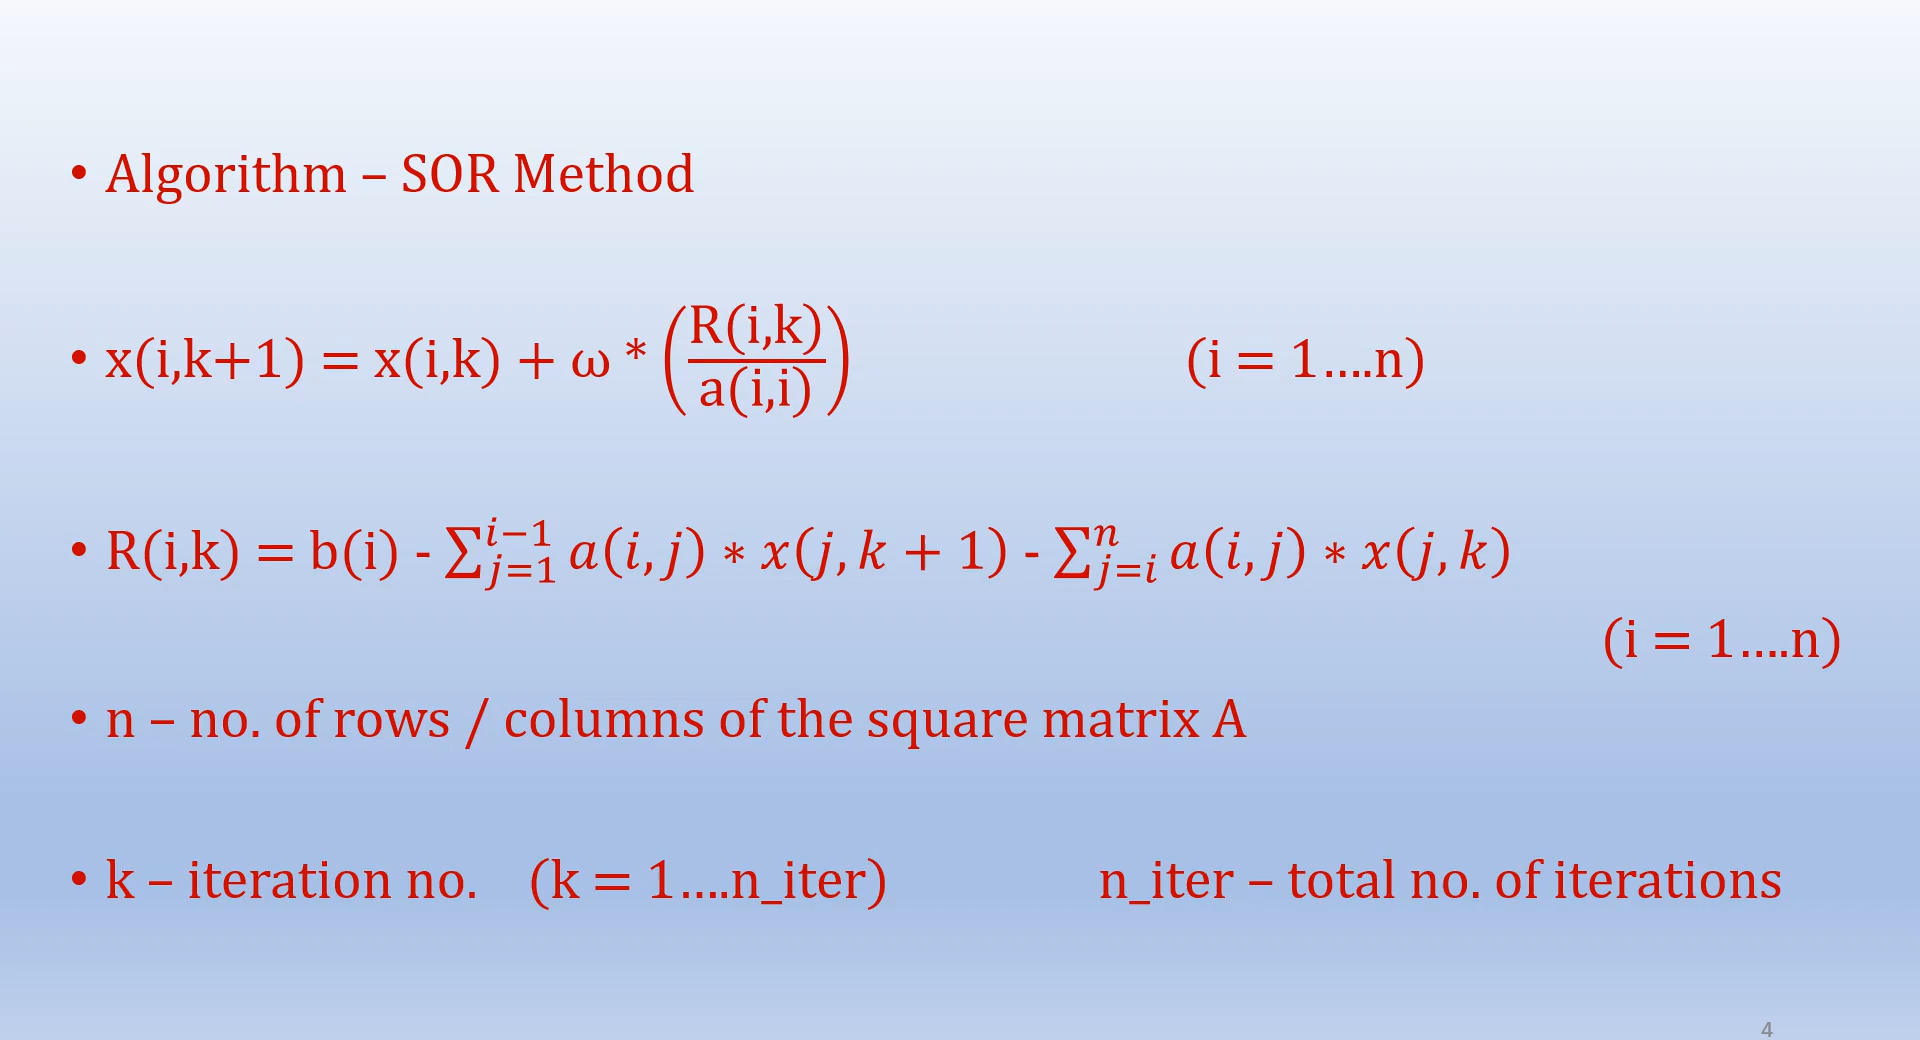 • Algorithm – SOR Method
• x(i,k+1) = x(i,k) + ω * (R(i,k)/a(i,i)) (i = 1....n)
• R(i,k) = b(i) - ∑_{j=1}^{i−1} a(i,j) ∗ x(j,k + 1) - ∑_{j=i}^{n} a(i,j) ∗ x(j,k)
(i = 1....n)
• n – no. of rows / columns of the square matrix A
• k – iteration no. (k = 1....n_iter) n_iter – total no. of iterations
4